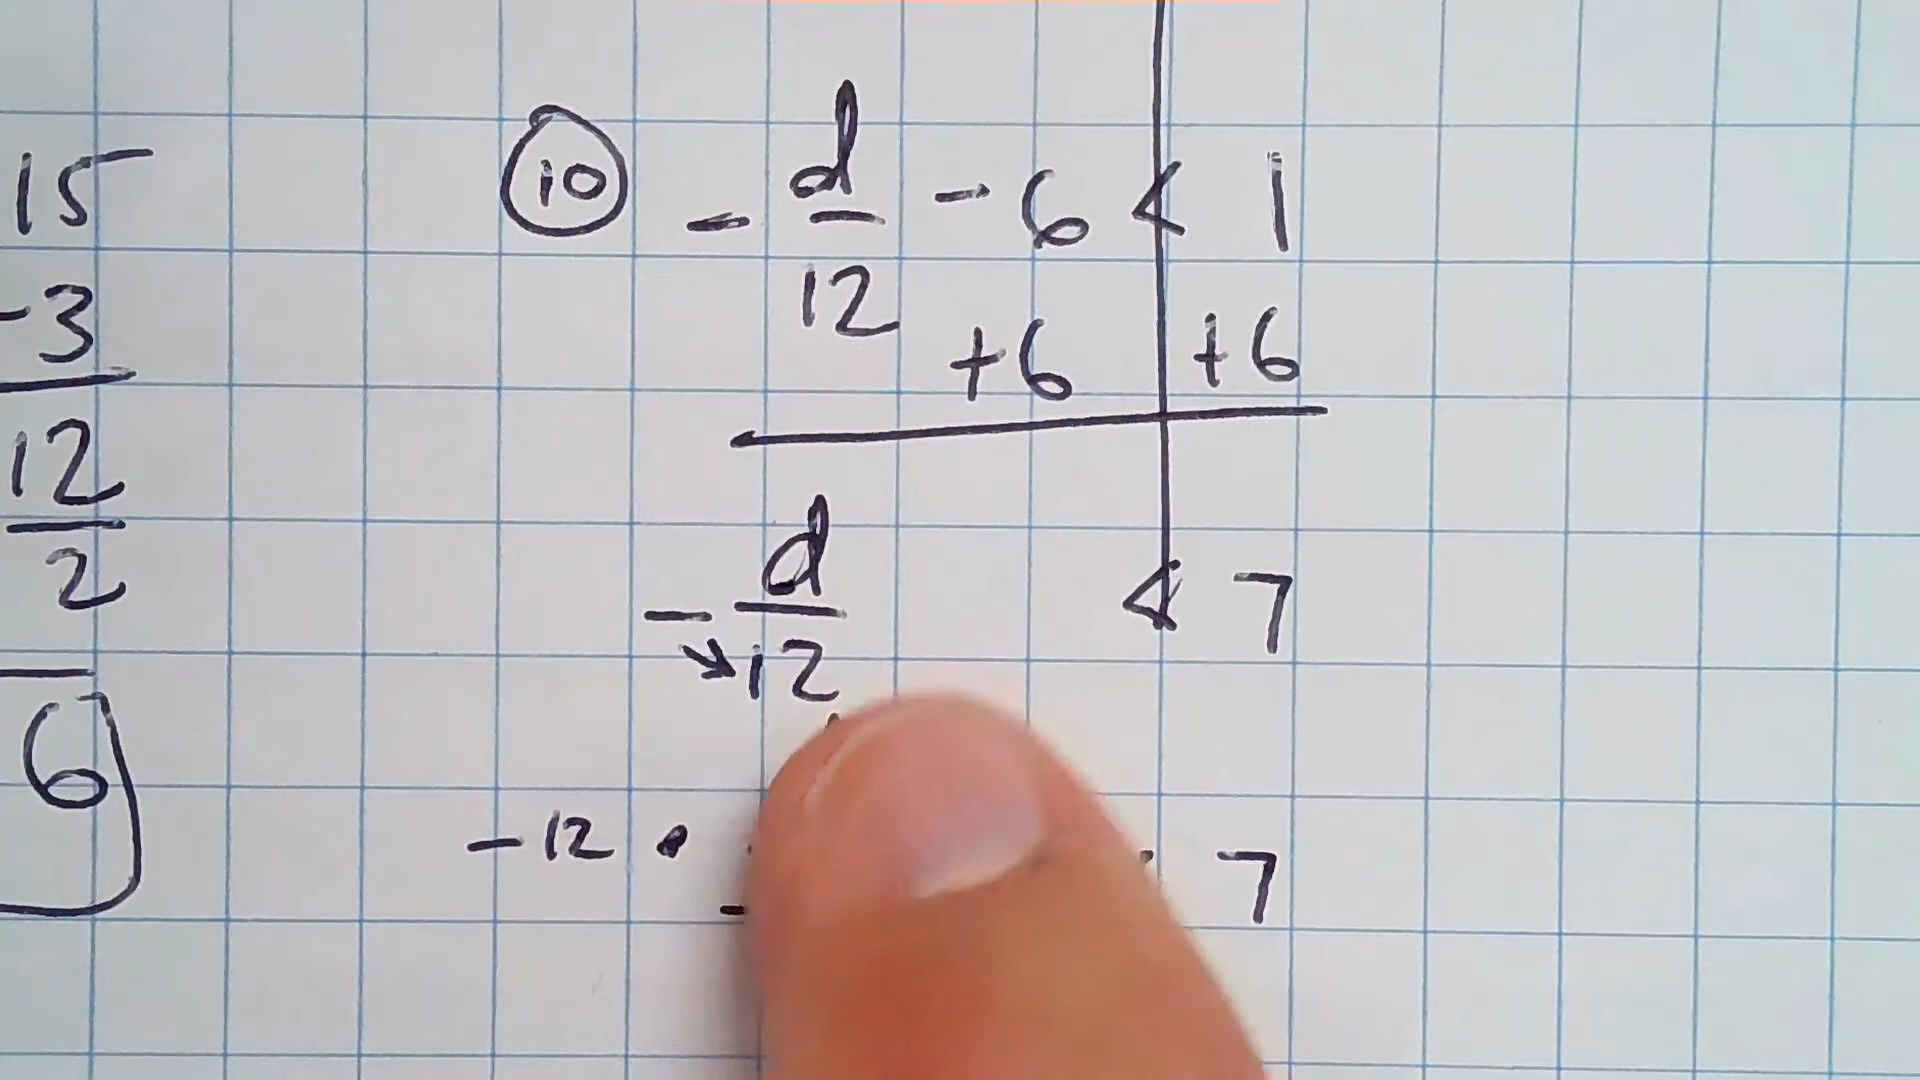 15
-3
12
2
6
10 - d/12 - 6 < 1
+6 +6
- d/12 < 7
-12 • 7